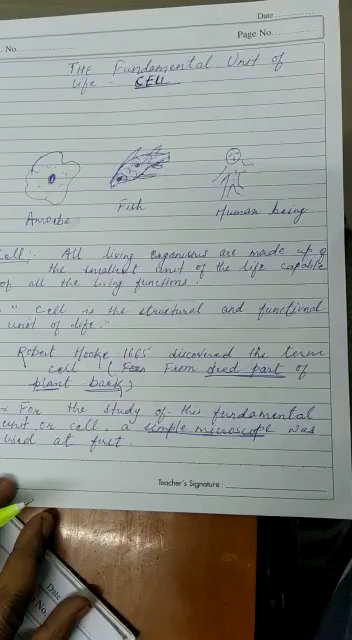 Date
No.
Page No.
THE Fundamental Unit of
life - CELL
Amoeba
Fish
Human being
Cell:- All living organisms are made up of
the smallest unit of the life capable
of all the living functions.
" Cell is the structural and functional
unit of life."
Robert Hooke 1665 discovered the term
cell ( From dead part of
plant bark)
For the study of this fundamental
unit or cell, a simple microscope was
used at first.
Teacher's Signature :
Date
No.